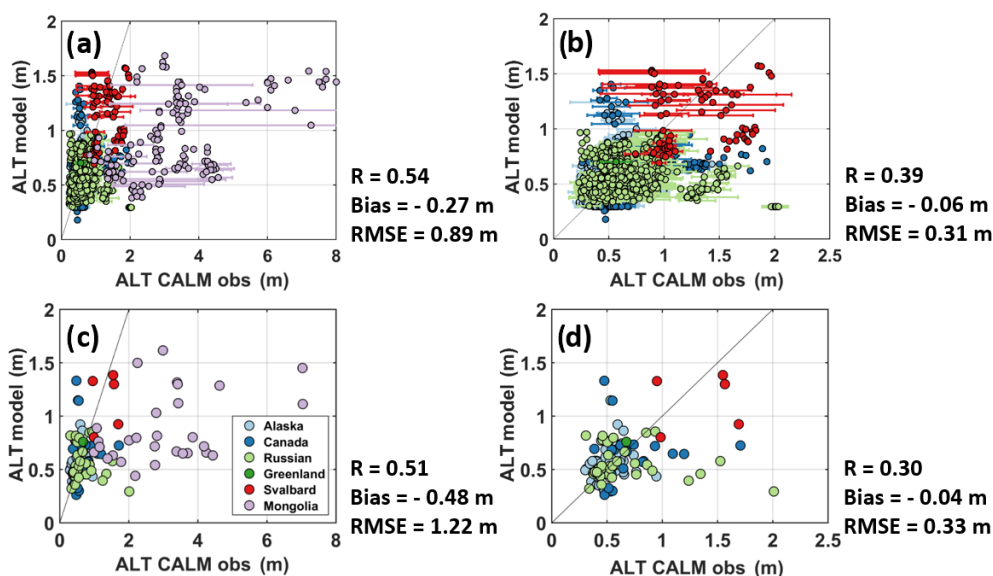 (a)
2
1.5
1
0.5
0
0 2 4 6 8
ALT model (m)
ALT CALM obs (m)
R = 0.54
Bias = - 0.27 m
RMSE = 0.89 m
(b)
2
1.5
1
0.5
0
0 0.5 1 1.5 2 2.5
ALT model (m)
ALT CALM obs (m)
R = 0.39
Bias = - 0.06 m
RMSE = 0.31 m
(c)
2
1.5
1
0.5
0
0 2 4 6 8
ALT model (m)
ALT CALM obs (m)
Alaska
Canada
Russian
Greenland
Svalbard
Mongolia
R = 0.51
Bias = - 0.48 m
RMSE = 1.22 m
(d)
2
1.5
1
0.5
0
0 0.5 1 1.5 2 2.5
ALT model (m)
ALT CALM obs (m)
R = 0.30
Bias = - 0.04 m
RMSE = 0.33 m